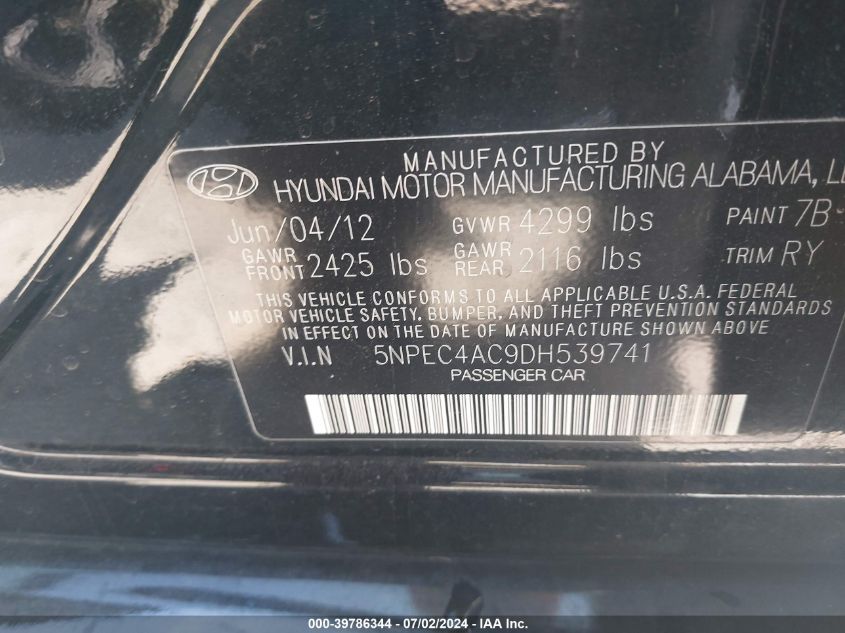 MANUFACTURED BY
HYUNDAI MOTOR MANUFACTURING ALABAMA,
Jun/04/12 GVWR 4299 lbs PAINT 7B
GAWR FRONT 2425 lbs GAWR REAR 2116 lbs TRIM RY
THIS VEHICLE CONFORMS TO ALL APPLICABLE U.S.A. FEDERAL
MOTOR VEHICLE SAFETY, BUMPER, AND THEFT PREVENTION STANDARDS
IN EFFECT ON THE DATE OF MANUFACTURE SHOWN ABOVE
V.I.N 5NPEC4AC9DH539741
PASSENGER CAR
000-39786344 - 07/02/2024 - IAA Inc.